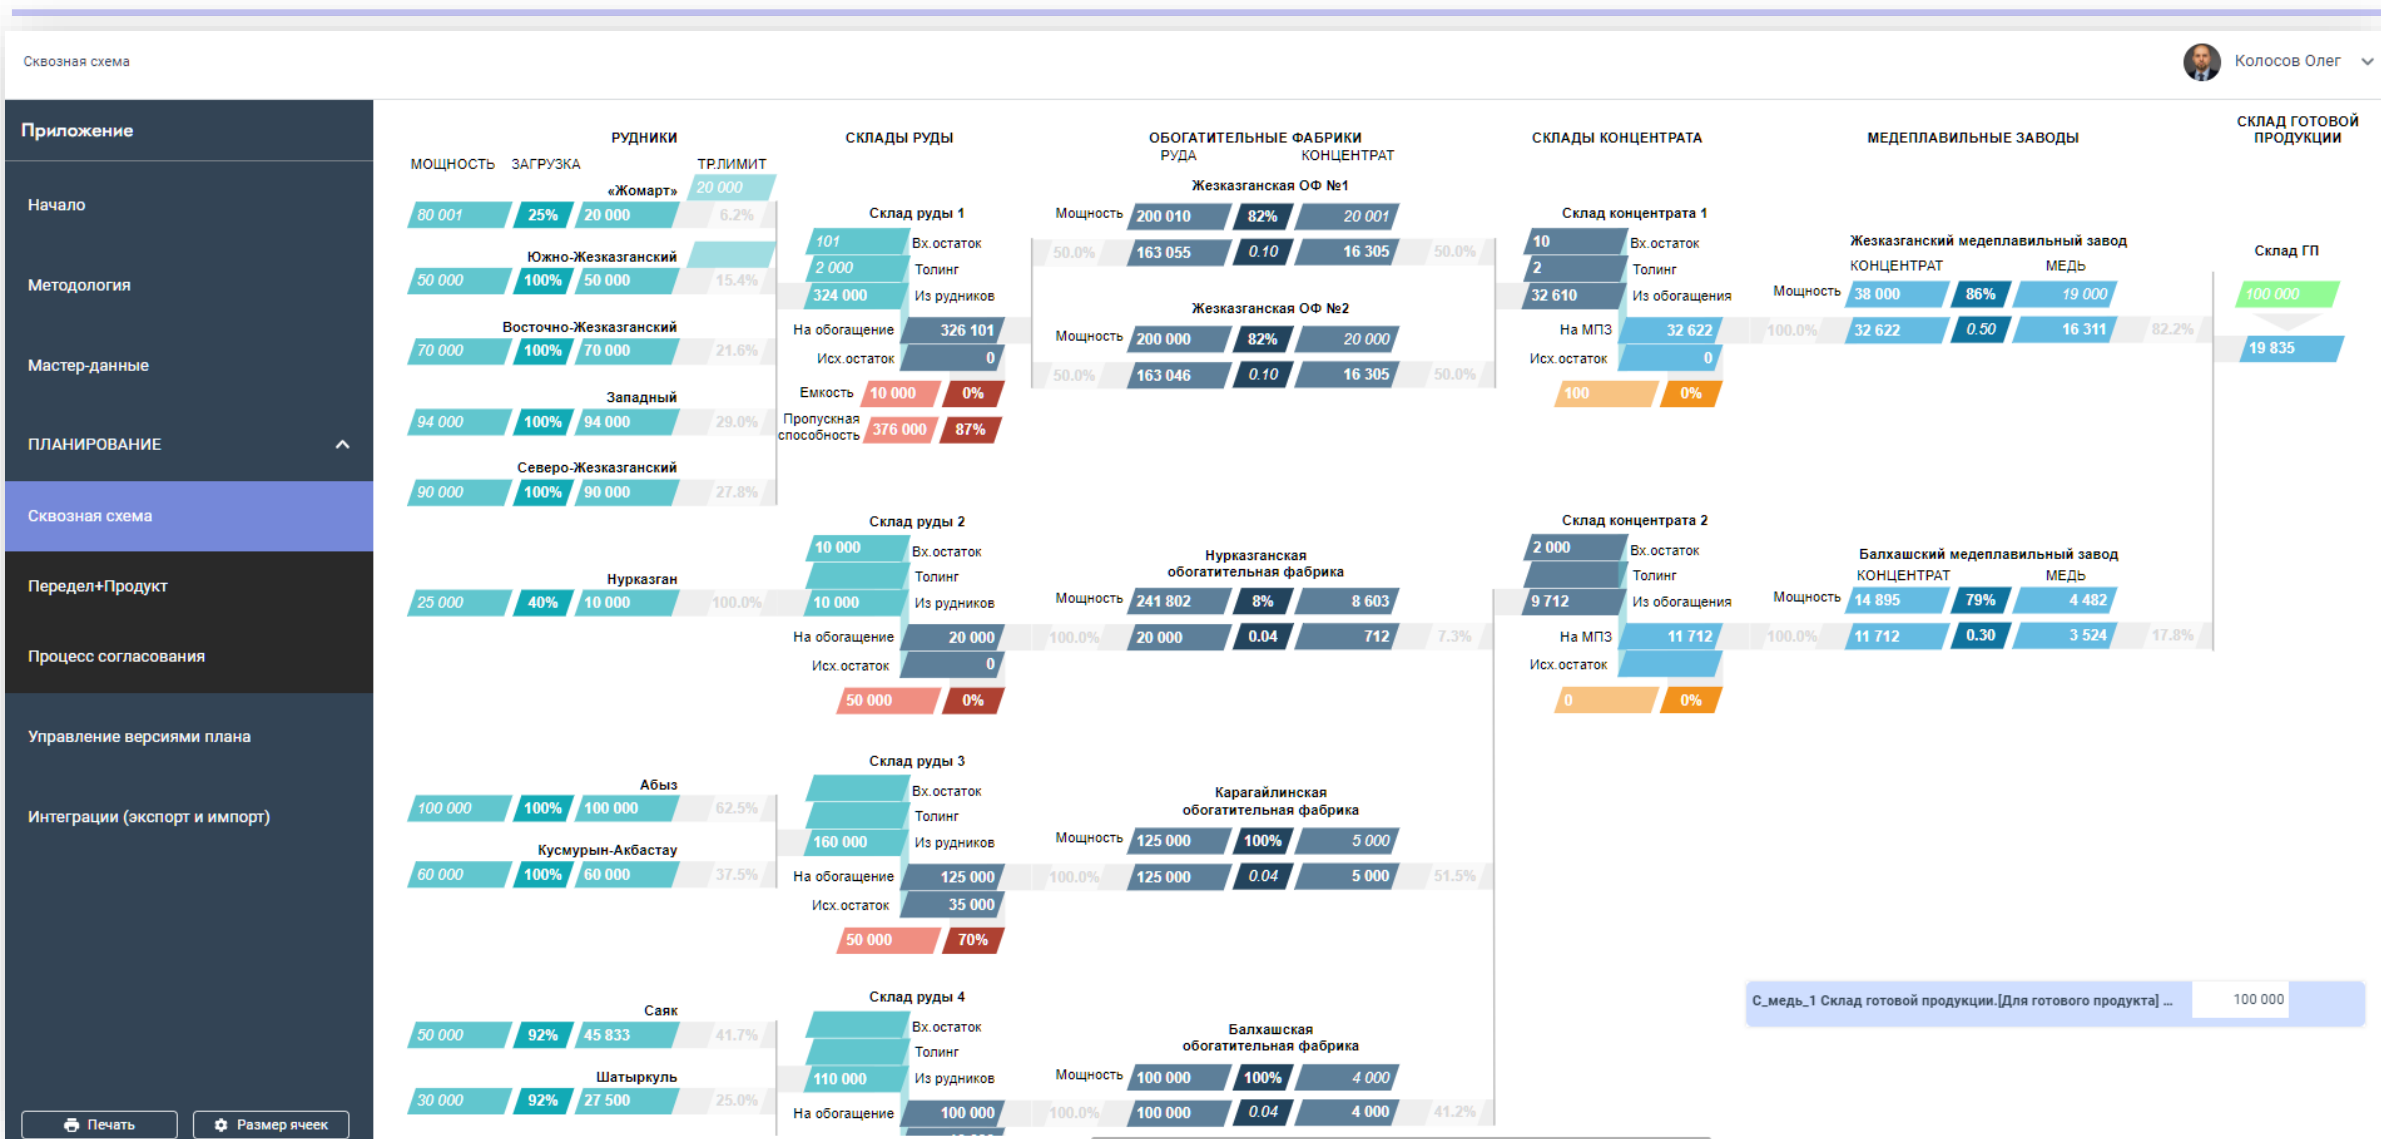 Сквозная схема
Колосов Олег
Приложение
Начало
Методология
Мастер-данные
ПЛАНИРОВАНИЕ
Сквозная схема
Передел+Продукт
Процесс согласования
Управление версиями плана
Интеграции (экспорт и импорт)
Печать
Размер ячеек
РУДНИКИ
МОЩНОСТЬ ЗАГРУЗКА ТР.ЛИМИТ
«Жомарт» 20 000
80 001 25% 20 000 6.2%
Южно-Жезказганский
50 000 100% 50 000 15.4%
Восточно-Жезказганский
70 000 100% 70 000 21.6%
Западный
94 000 100% 94 000 29.0%
Северо-Жезказганский
90 000 100% 90 000 27.8%
Нурказган
25 000 40% 10 000 100.0%
Абыз
100 000 100% 100 000 62.5%
Кусмурын-Акбастау
60 000 100% 60 000 37.5%
Саяк
50 000 92% 45 833 41.7%
Шатыркуль
30 000 92% 27 500 25.0%
СКЛАДЫ РУДЫ
Склад руды 1
101 Вх.остаток
2 000 Толинг
324 000 Из рудников
На обогащение 326 101
Исх.остаток 0
Емкость 10 000 0%
Пропускная
способность 376 000 87%
Склад руды 2
10 000 Вх.остаток
Толинг
10 000 Из рудников
На обогащение 20 000
Исх.остаток 0
50 000 0%
Склад руды 3
Вх.остаток
Толинг
160 000 Из рудников
На обогащение 125 000
Исх.остаток 35 000
50 000 70%
Склад руды 4
Вх.остаток
Толинг
110 000 Из рудников
На обогащение 100 000
ОБОГАТИТЕЛЬНЫЕ ФАБРИКИ
РУДА КОНЦЕНТРАТ
Жезказганская ОФ №1
Мощность 200 010 82% 20 001
50.0% 163 055 0.10 16 305 50.0%
Жезказганская ОФ №2
Мощность 200 000 82% 20 000
50.0% 163 046 0.10 16 305 50.0%
Нурказганская
обогатительная фабрика
Мощность 241 802 8% 8 603
100.0% 20 000 0.04 712 7.3%
Карагайлинская
обогатительная фабрика
Мощность 125 000 100% 5 000
100.0% 125 000 0.04 5 000 51.5%
Балхашская
обогатительная фабрика
Мощность 100 000 100% 4 000
100.0% 100 000 0.04 4 000 41.2%
СКЛАДЫ КОНЦЕНТРАТА
Склад концентрата 1
10 Вх.остаток
2 Толинг
32 610 Из обогащения
На МПЗ 32 622
Исх.остаток 0
100 0%
Склад концентрата 2
2 000 Вх.остаток
Толинг
9 712 Из обогащения
На МПЗ 11 712
Исх.остаток
0 0%
МЕДЕПЛАВИЛЬНЫЕ ЗАВОДЫ
Жезказганский медеплавильный завод
КОНЦЕНТРАТ МЕДЬ
Мощность 38 000 86% 19 000
100.0% 32 622 0.50 16 311 82.2%
Балхашский медеплавильный завод
КОНЦЕНТРАТ МЕДЬ
Мощность 14 895 79% 4 482
100.0% 11 712 0.30 3 524 17.8%
СКЛАД ГОТОВОЙ
ПРОДУКЦИИ
Склад ГП
100 000
19 835
С_медь_1 Склад готовой продукции.[Для готового продукта] ... 100 000